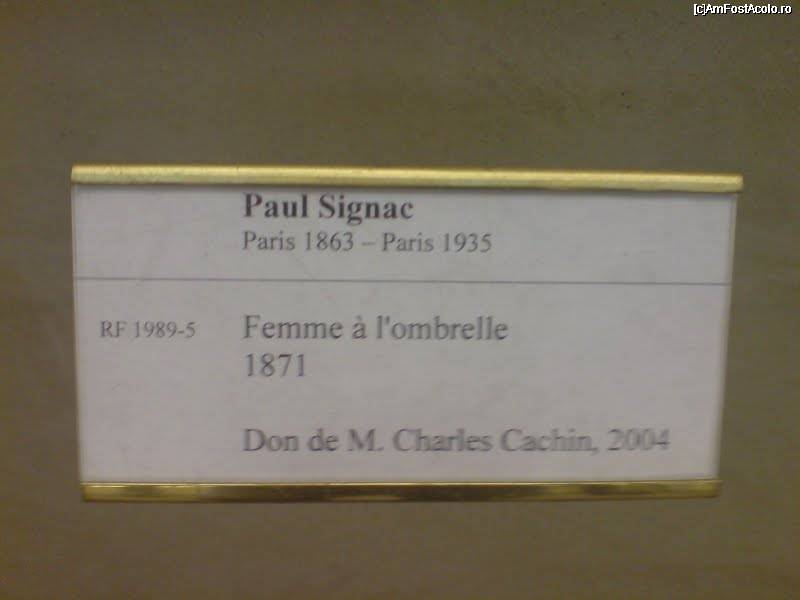 [c]AmFostAcolo.ro
Paul Signac
Paris 1863 – Paris 1935
RF 1989-5 Femme à l'ombrelle
1871
Don de M. Charles Cachin, 2004